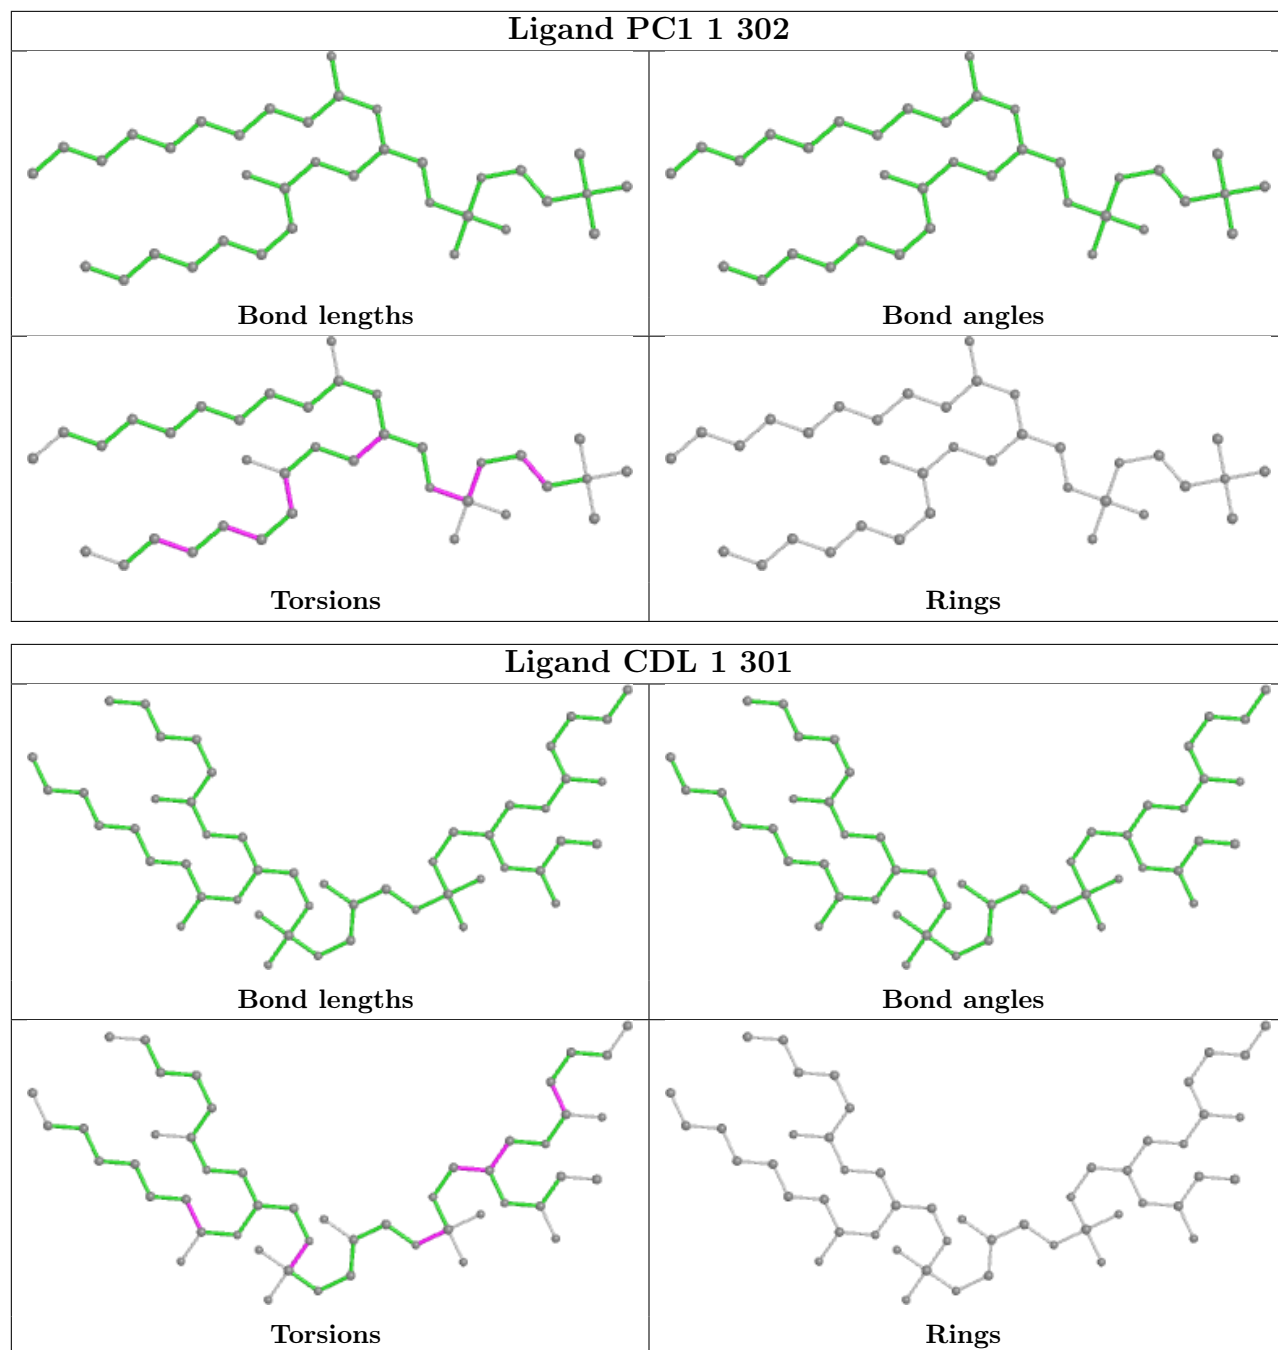 Ligand PC1 1 302
Bond lengths
Bond angles
Torsions
Rings
Ligand CDL 1 301
Bond lengths
Bond angles
Torsions
Rings